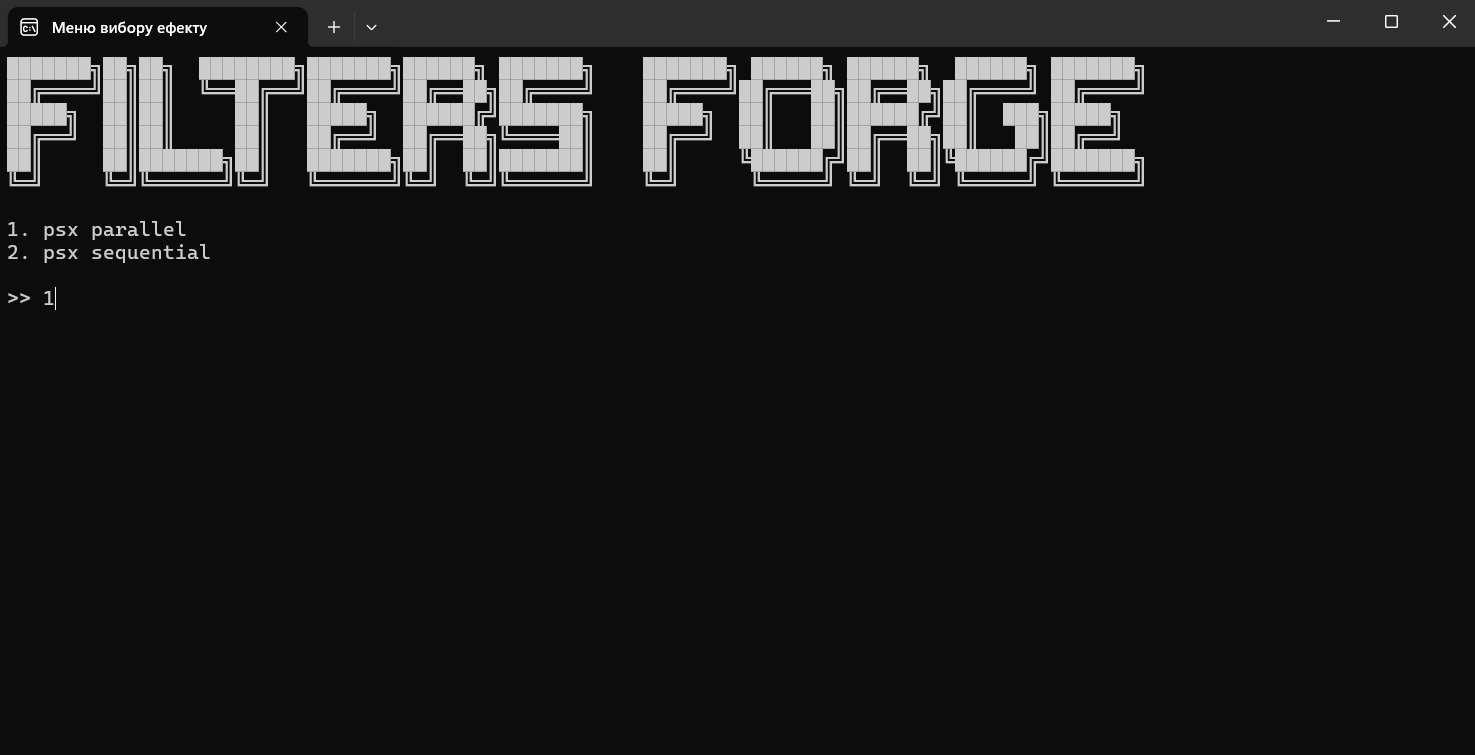 Меню вибору ефекту
FILTERS FORGE
1. psx parallel
2. psx sequential
>> 1